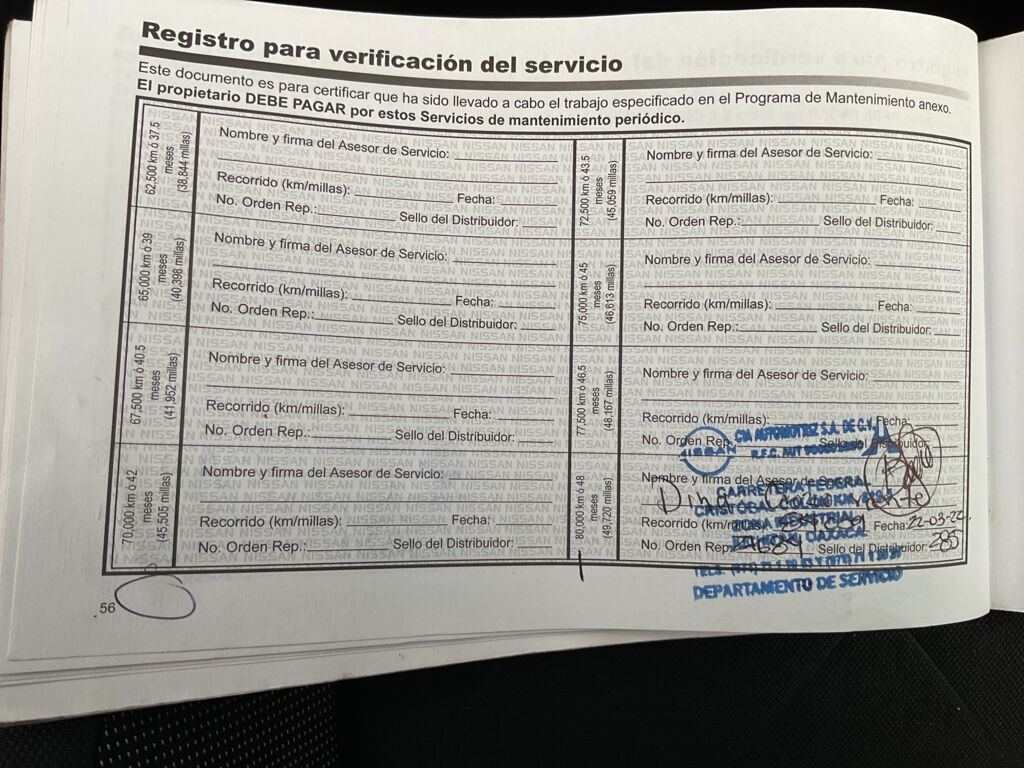 Registro para verificación del servicio
Este documento es para certificar que ha sido llevado a cabo el trabajo especificado en el Programa de Mantenimiento anexo.
El propietario DEBE PAGAR por estos Servicios de mantenimiento periódico.
62,500 km ó 37.5
meses
(38,844 millas)
Nombre y firma del Asesor de Servicio:
Recorrido (km/millas): Fecha:
No. Orden Rep.: Sello del Distribuidor:
65,000 km ó 39
meses
(40,398 millas)
Nombre y firma del Asesor de Servicio:
Recorrido (km/millas): Fecha:
No. Orden Rep.: Sello del Distribuidor:
67,500 km ó 40.5
meses
(41,952 millas)
Nombre y firma del Asesor de Servicio:
Recorrido (km/millas): Fecha:
No. Orden Rep.: Sello del Distribuidor:
70,000 km ó 42
meses
(45,505 millas)
Nombre y firma del Asesor de Servicio:
Recorrido (km/millas): Fecha:
No. Orden Rep.: Sello del Distribuidor:
72,500 km ó 43.5
meses
(45,059 millas)
Nombre y firma del Asesor de Servicio:
Recorrido (km/millas): Fecha:
No. Orden Rep.: Sello del Distribuidor:
75,000 km ó 45
meses
(46,613 millas)
Nombre y firma del Asesor de Servicio:
Recorrido (km/millas): Fecha:
No. Orden Rep.: Sello del Distribuidor:
77,500 km ó 46.5
meses
(48,167 millas)
Nombre y firma del Asesor de Servicio:
Recorrido (km/millas): Fecha:
No. Orden Rep. Sello del Distribuidor:
80,000 km ó 48
meses
(49,720 millas)
Nombre y firma del Asesor de Servicio:
Recorrido (km/millas): Fecha: 22-03-22
No. Orden Rep. Sello del Distribuidor: 285
NISSAN
CIA AUTOMOTRIZ S.A. DE C.V.
R.F.C. AUT
CARRETERA FEDERAL
CRISTOBAL COLON KM
INDUSTRIAL
OAXACA
TELS.
DEPARTAMENTO DE SERVICIO
56